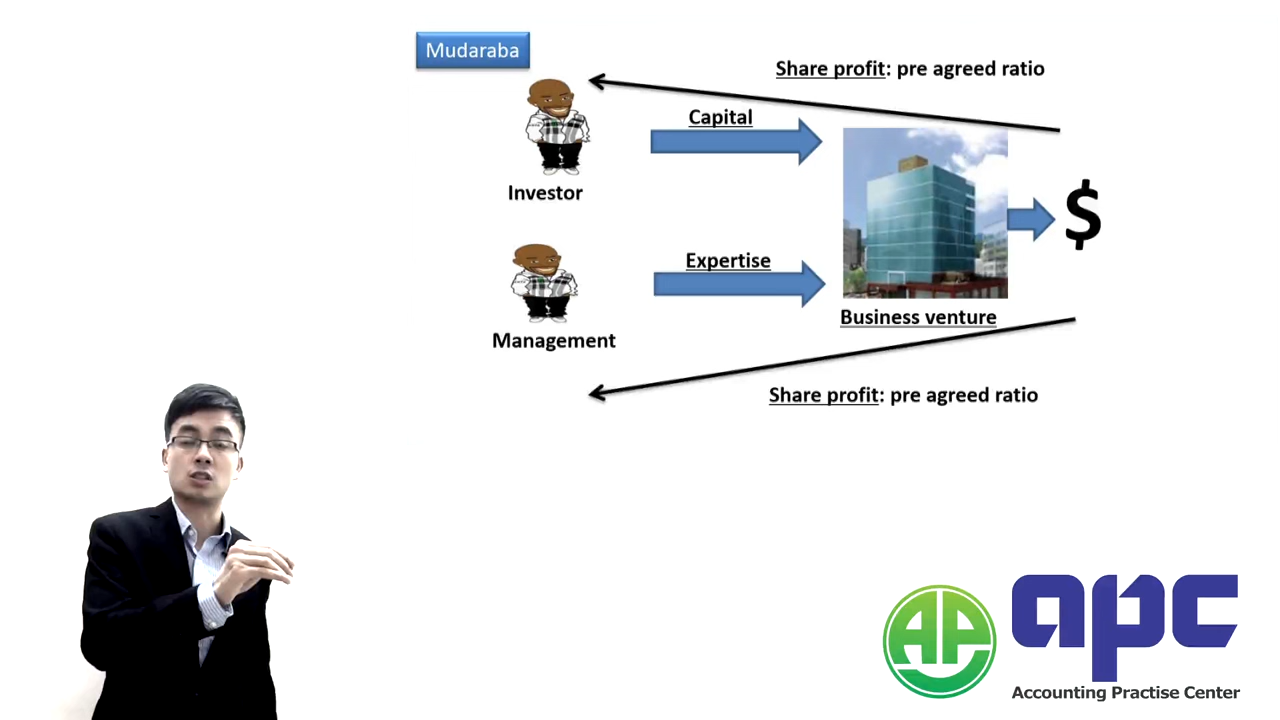 Mudaraba
Share profit: pre agreed ratio
Capital
Investor
$
Expertise
Business venture
Management
Share profit: pre agreed ratio
AP
apc
Accounting Practise Center